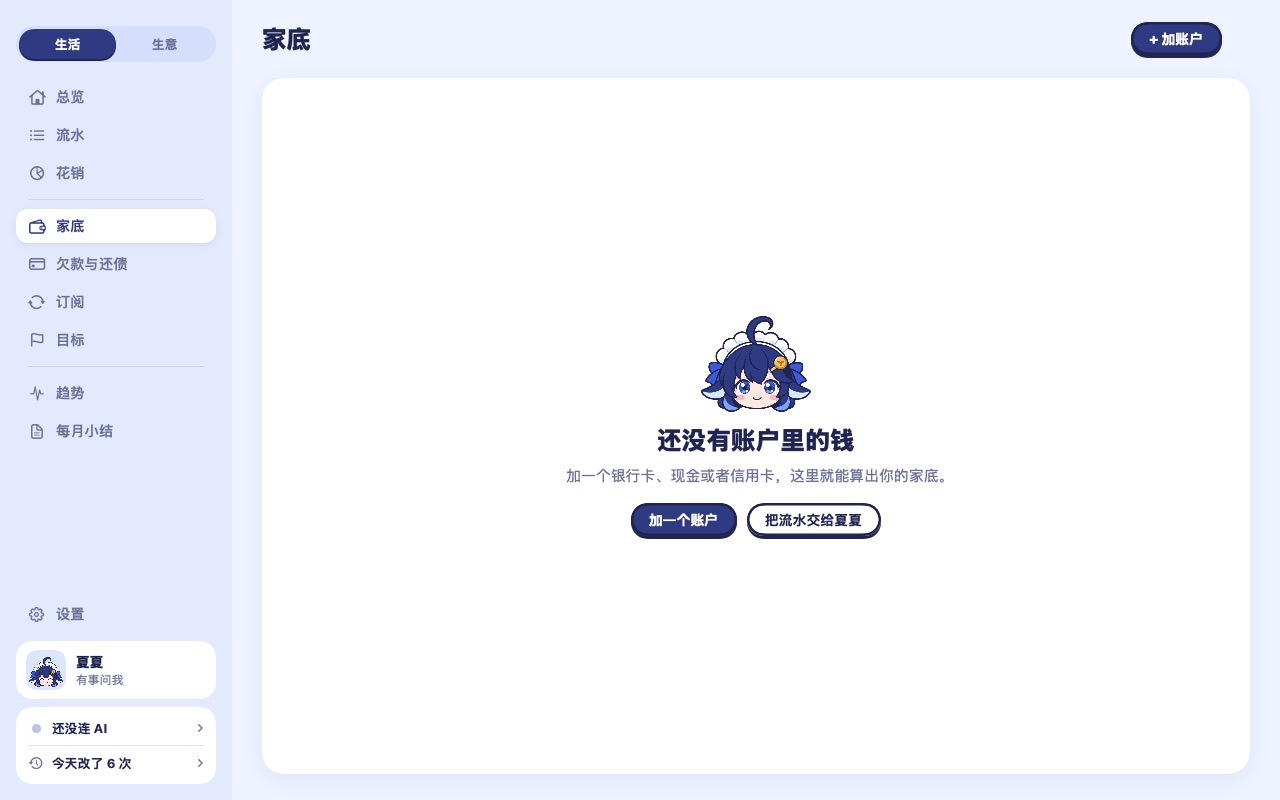 生活
生意
总览
流水
花销
家底
欠款与还债
订阅
目标
趋势
每月小结
设置
夏夏
有事问我
还没连 AI
今天改了 6 次
家底
+ 加账户
还没有账户里的钱
加一个银行卡、现金或者信用卡，这里就能算出你的家底。
加一个账户
把流水交给夏夏